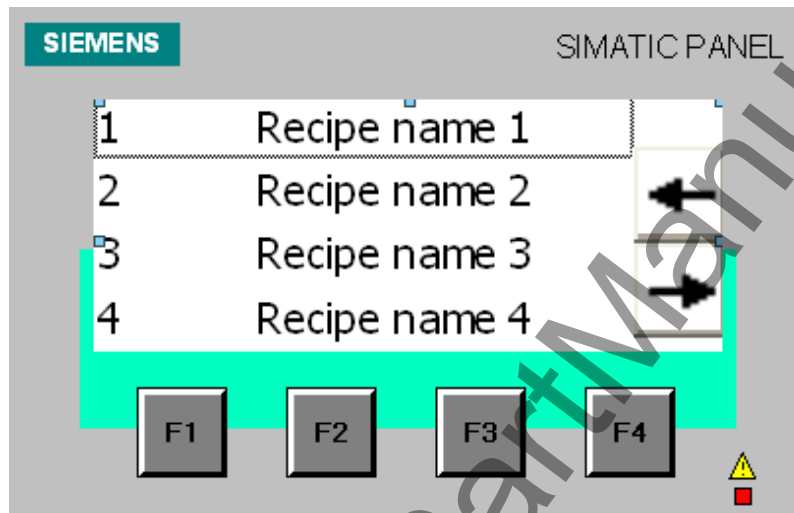 SIEMENS SIMATIC PANEL
1 Recipe name 1
2 Recipe name 2
3 Recipe name 3
4 Recipe name 4
F1 F2 F3 F4